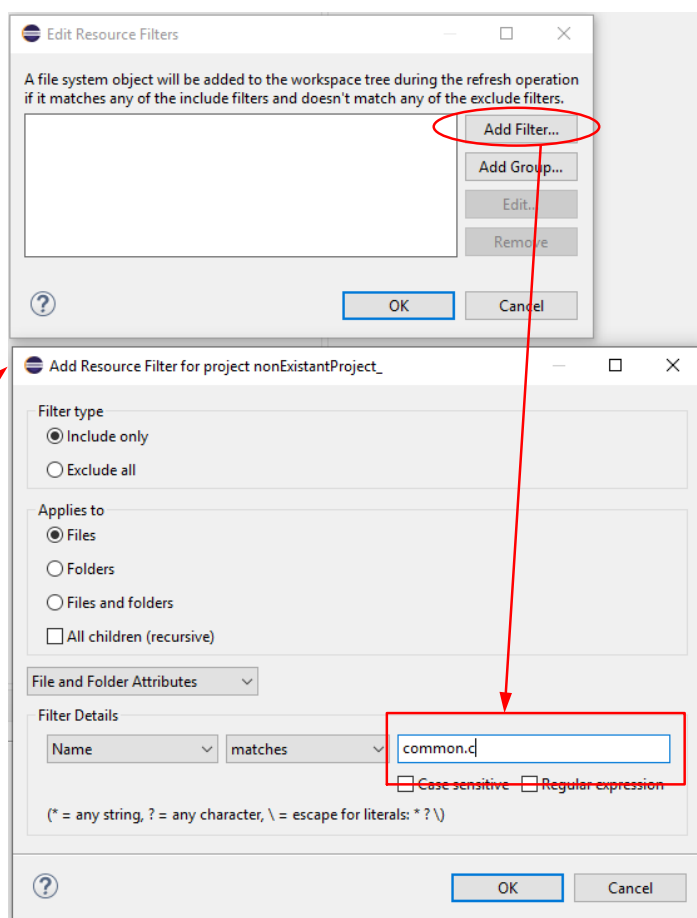 Edit Resource Filters
A file system object will be added to the workspace tree during the refresh operation
if it matches any of the include filters and doesn't match any of the exclude filters.
Add Filter...
Add Group...
Edit...
Remove
?
OK
Cancel
Add Resource Filter for project nonExistantProject_
Filter type
Include only
Exclude all
Applies to
Files
Folders
Files and folders
All children (recursive)
File and Folder Attributes
Filter Details
Name matches common.c
Case sensitive Regular expression
(* = any string, ? = any character, \ = escape for literals: * ? \)
?
OK Cancel